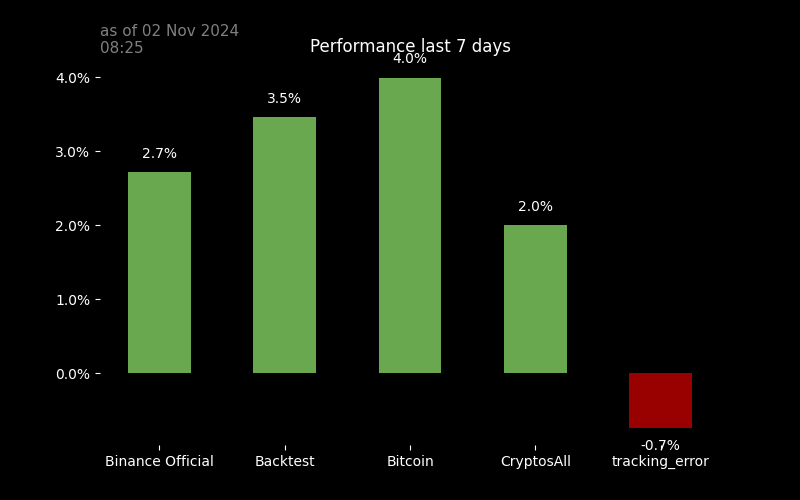 as of 02 Nov 2024
08:25
Performance last 7 days
4.0%
4.0%
3.5%
3.0%
2.7%
2.0%
2.0%
1.0%
0.0%
-0.7%
Binance Official
Backtest
Bitcoin
CryptosAll
tracking_error